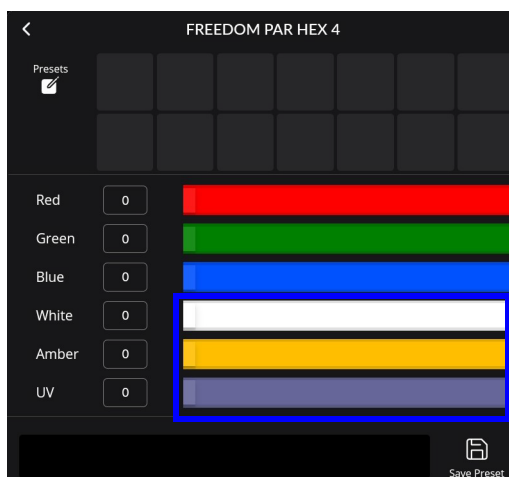 FREEDOM PAR HEX 4
Presets
Red 0
Green 0
Blue 0
White 0
Amber 0
UV 0
Save Preset